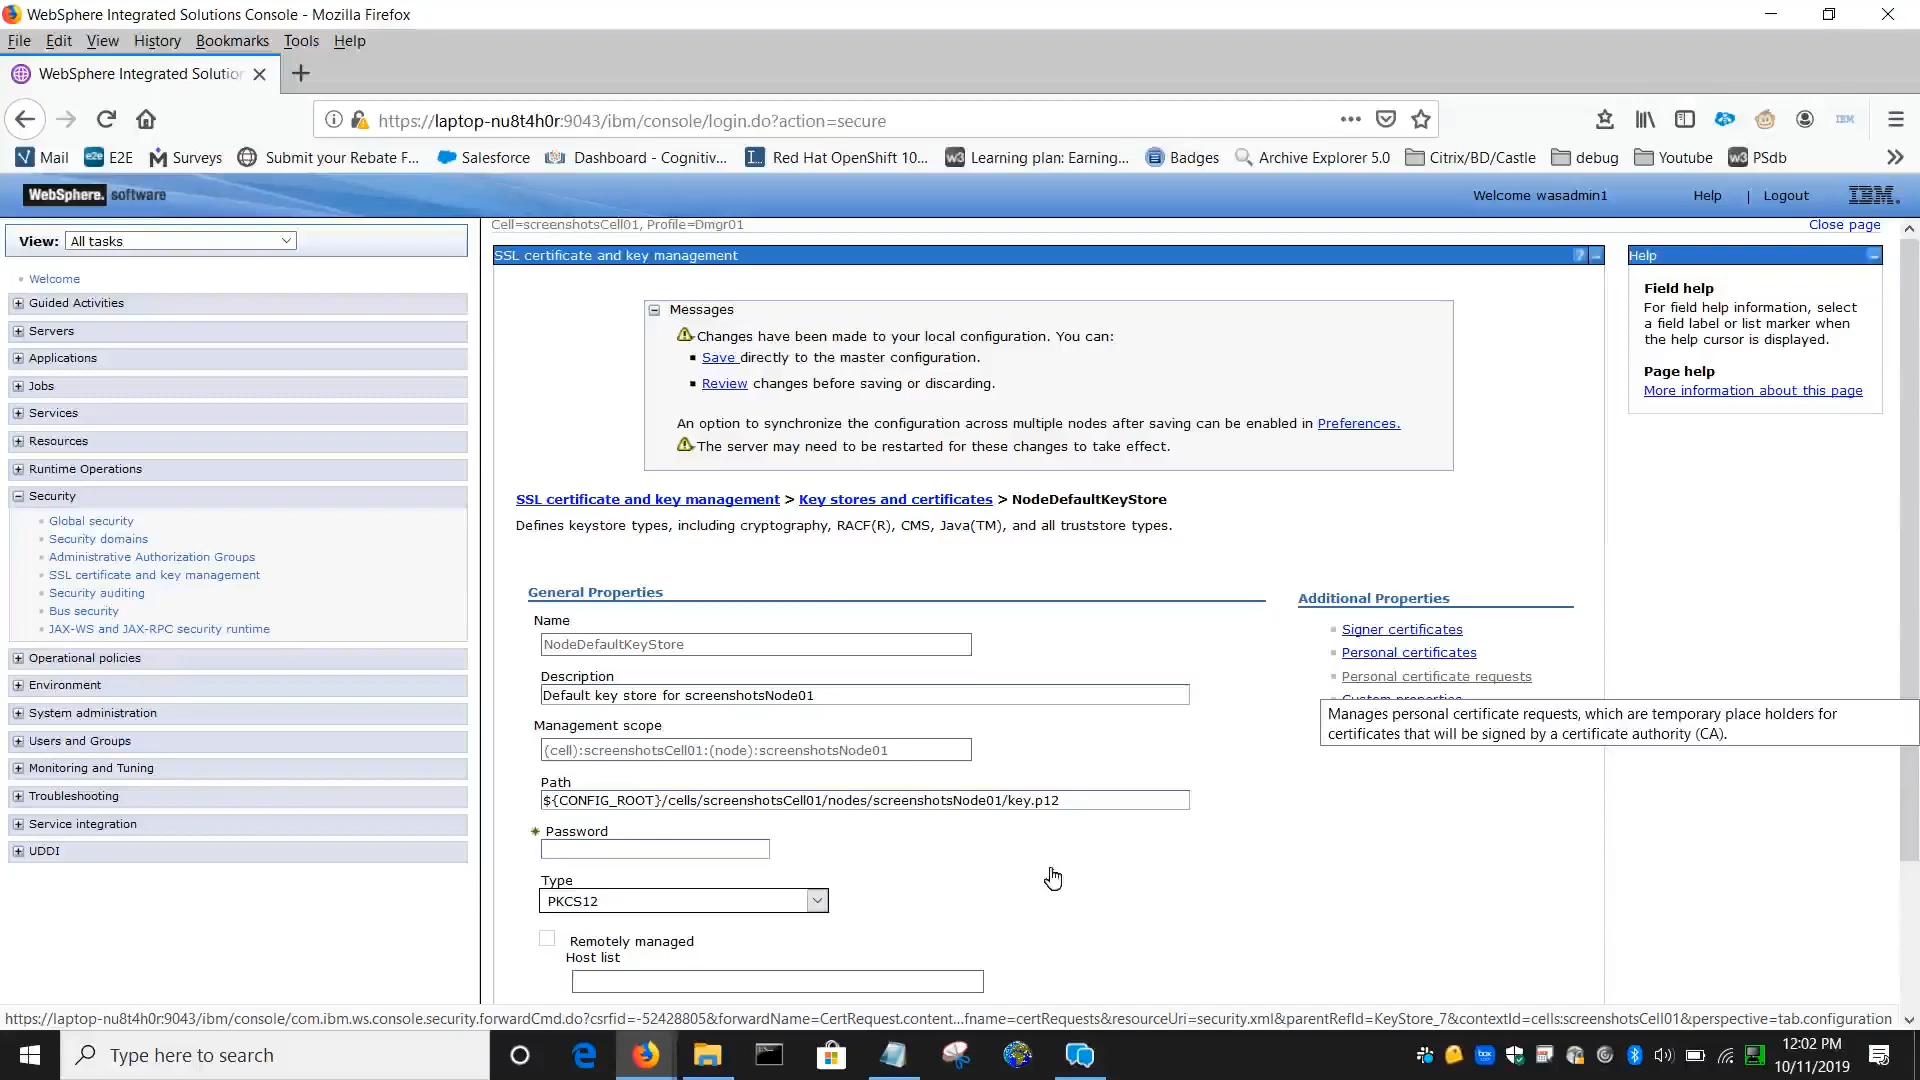 WebSphere Integrated Solutions Console - Mozilla Firefox
File Edit View History Bookmarks Tools Help
WebSphere Integrated Solution
https://laptop-nu8t4h0r:9043/ibm/console/login.do?action=secure
IBM
Mail E2E Surveys Submit your Rebate F... Salesforce Dashboard - Cognitiv... Red Hat OpenShift 10... Learning plan: Earning... Badges Archive Explorer 5.0 Citrix/BD/Castle debug Youtube PSdb
WebSphere. software Welcome wasadmin1 Help | Logout IBM.
View: All tasks
Welcome
Guided Activities
Servers
Applications
Jobs
Services
Resources
Runtime Operations
Security
Global security
Security domains
Administrative Authorization Groups
SSL certificate and key management
Security auditing
Bus security
JAX-WS and JAX-RPC security runtime
Operational policies
Environment
System administration
Users and Groups
Monitoring and Tuning
Troubleshooting
Service integration
UDDI
Cell=screenshotsCell01, Profile=Dmgr01
Close page
SSL certificate and key management ?
Messages
Changes have been made to your local configuration. You can:
Save directly to the master configuration.
Review changes before saving or discarding.
An option to synchronize the configuration across multiple nodes after saving can be enabled in Preferences.
The server may need to be restarted for these changes to take effect.
SSL certificate and key management > Key stores and certificates > NodeDefaultKeyStore
Defines keystore types, including cryptography, RACF(R), CMS, Java(TM), and all truststore types.
General Properties
Name
NodeDefaultKeyStore
Description
Default key store for screenshotsNode01
Management scope
(cell):screenshotsCell01:(node):screenshotsNode01
Path
${CONFIG_ROOT}/cells/screenshotsCell01/nodes/screenshotsNode01/key.p12
Password
Type
PKCS12
Remotely managed
Host list
Additional Properties
Signer certificates
Personal certificates
Personal certificate requests
Custom properties
Manages personal certificate requests, which are temporary place holders for
certificates that will be signed by a certificate authority (CA).
Help
Field help
For field help information, select
a field label or list marker when
the help cursor is displayed.
Page help
More information about this page
https://laptop-nu8t4h0r:9043/ibm/console/com.ibm.ws.console.security.forwardCmd.do?csrfid=-52428805&forwardName=CertRequest.content...fname=certRequests&resourceUri=security.xml&parentRefId=KeyStore_7&contextId=cells:screenshotsCell01&perspective=tab.configuration
Type here to search
12:02 PM
10/11/2019